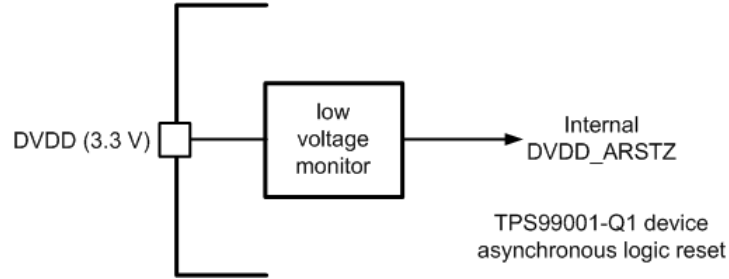 DVDD (3.3 V)
low
voltage
monitor
Internal
DVDD_ARSTZ
TPS99001-Q1 device
asynchronous logic reset